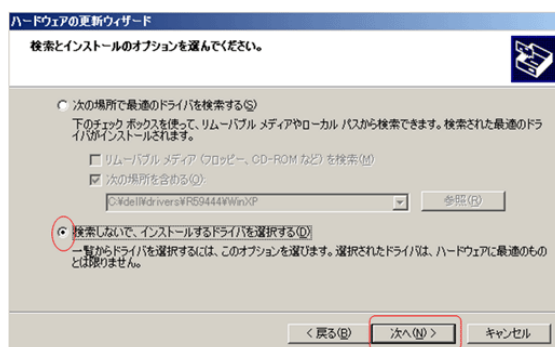 ハードウェアの更新ウィザード
検索とインストールのオプションを選んでください。
次の場所で最適のドライバを検索する(S)
下のチェック ボックスを使って、リムーバブル メディアやローカル パスから検索できます。検索された最適のドラ
イバがインストールされます。
リムーバブル メディア (フロッピー、CD-ROM など) を検索(M)
次の場所を含める(O):
C:¥dell¥drivers¥R59444¥WinXP
参照(R)
検索しないで、インストールするドライバを選択する(D)
一覧からドライバを選択するには、このオプションを選びます。選択されたドライバは、ハードウェアに最適のもの
とは限りません。
< 戻る(B)
次へ(N) >
キャンセル